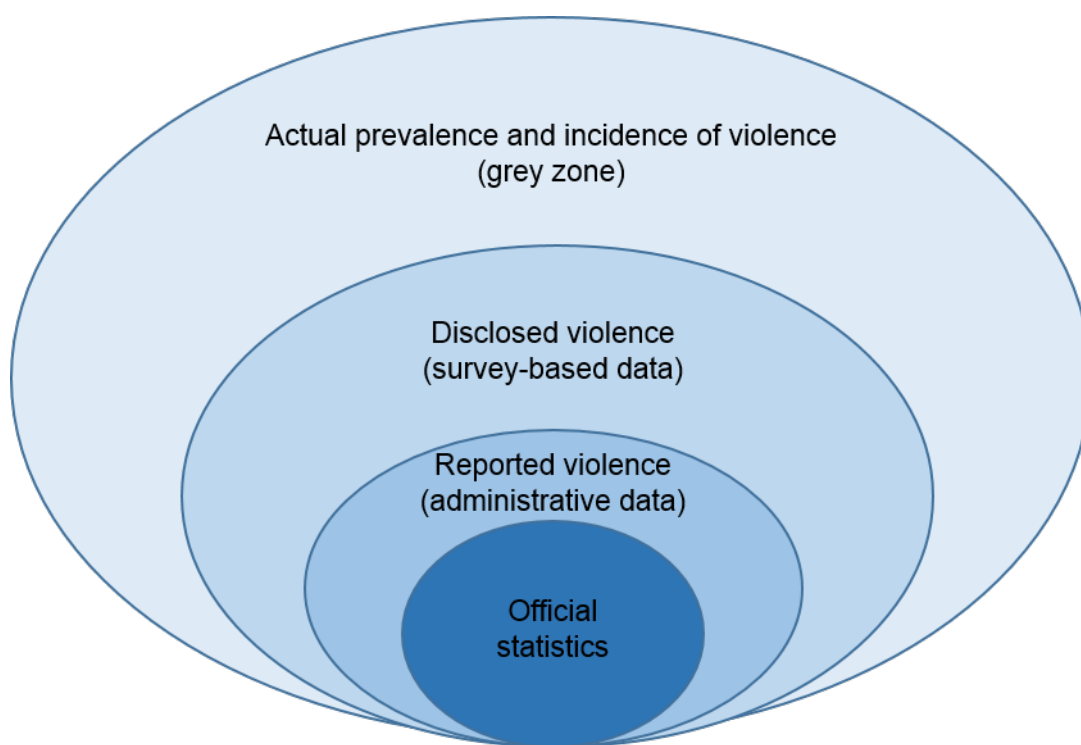 Actual prevalence and incidence of violence
(grey zone)
Disclosed violence
(survey-based data)
Reported violence
(administrative data)
Official
statistics